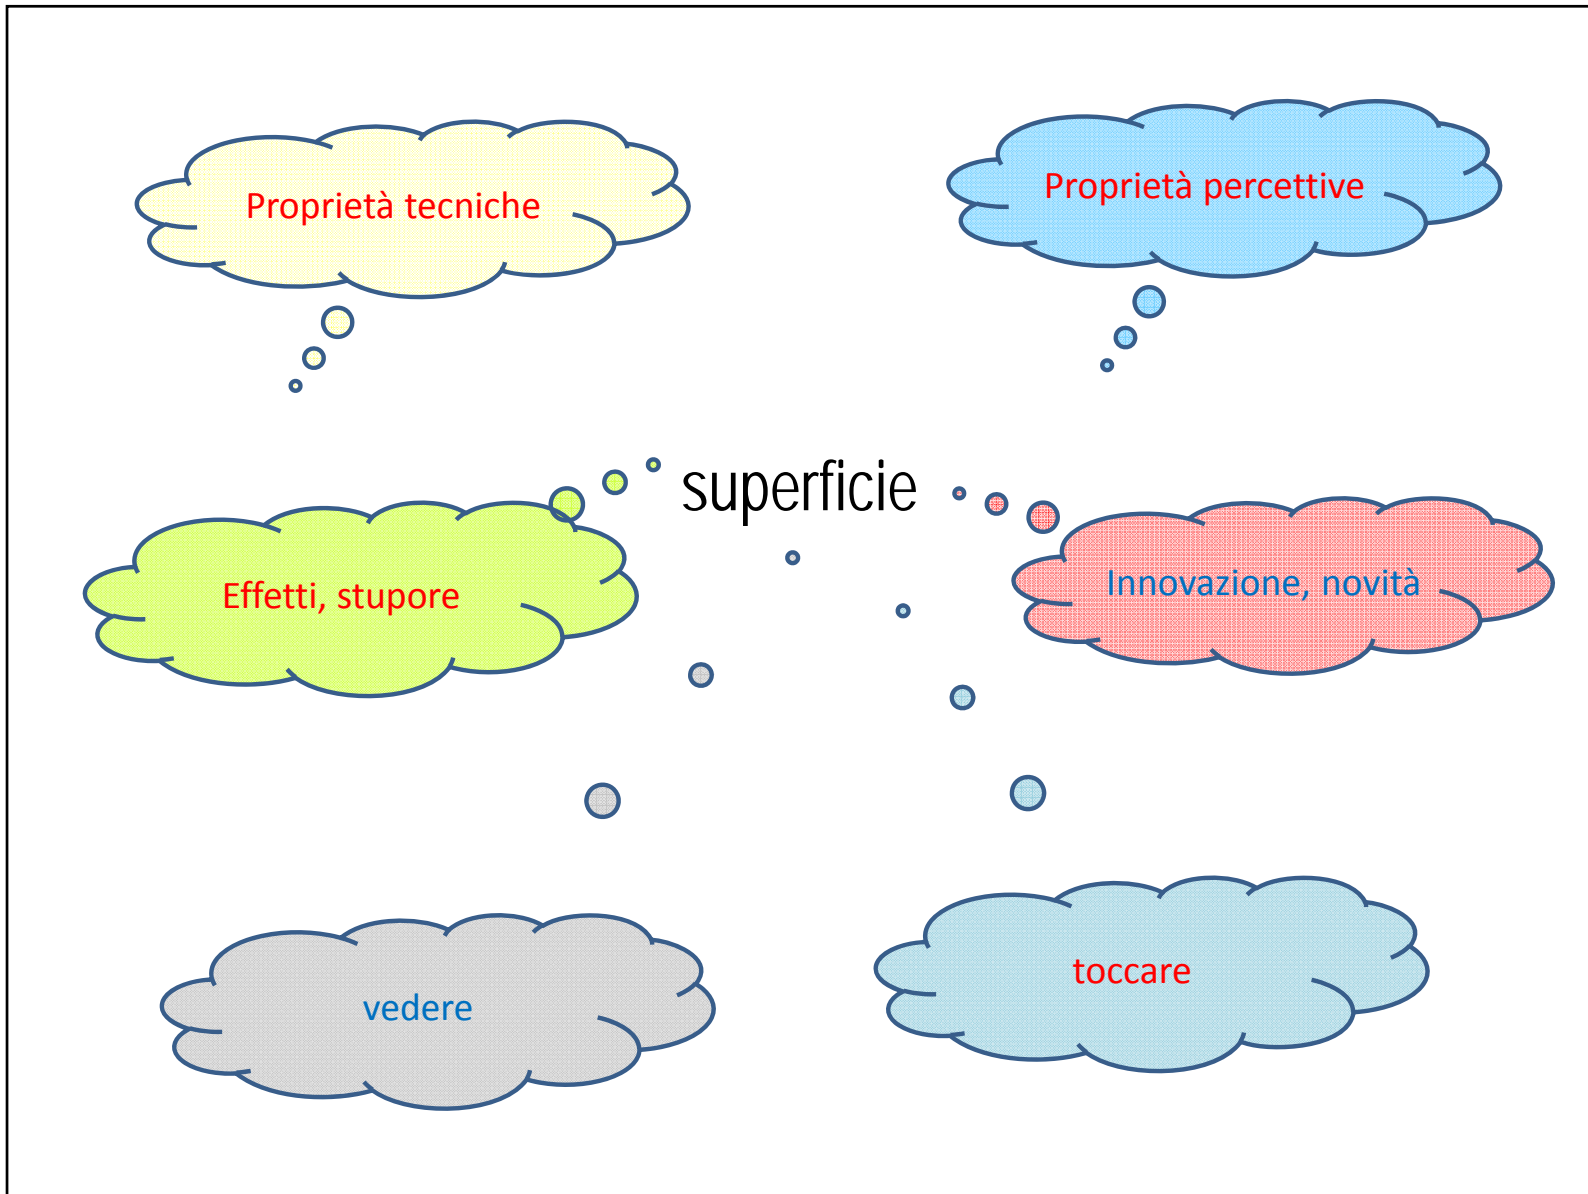 Proprietà tecniche
Proprietà percettive
superficie
Effetti, stupore
Innovazione, novità
vedere
toccare